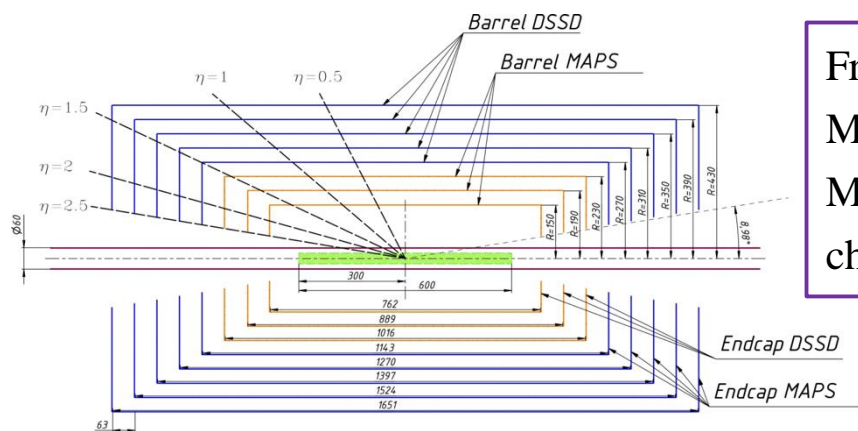 Barrel DSSD
Barrel MAPS
η=0.5
η=1
η=1.5
η=2
η=2.5
Ø60
R=150
R=190
R=230
R=270
R=310
R=350
R=390
R=430
8.98°
300
600
762
889
1016
1143
1270
1397
1524
1651
63
Endcap DSSD
Endcap MAPS
Fr
M
M
ch